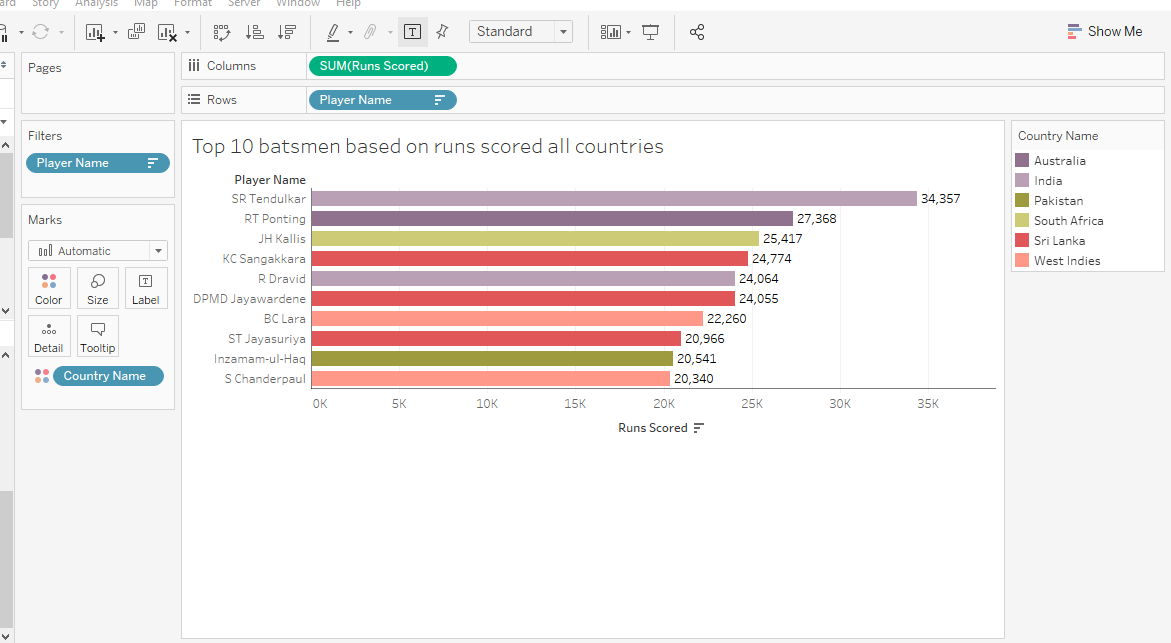 Story Analysis Map Format Server Window Help
Standard
Show Me
Pages
Columns SUM(Runs Scored)
Rows Player Name
Filters
Player Name
Marks
Automatic
Color Size Label
Detail Tooltip
Country Name
Top 10 batsmen based on runs scored all countries
Player Name
SR Tendulkar 34,357
RT Ponting 27,368
JH Kallis 25,417
KC Sangakkara 24,774
R Dravid 24,064
DPMD Jayawardene 24,055
BC Lara 22,260
ST Jayasuriya 20,966
Inzamam-ul-Haq 20,541
S Chanderpaul 20,340
0K 5K 10K 15K 20K 25K 30K 35K
Runs Scored
Country Name
Australia
India
Pakistan
South Africa
Sri Lanka
West Indies